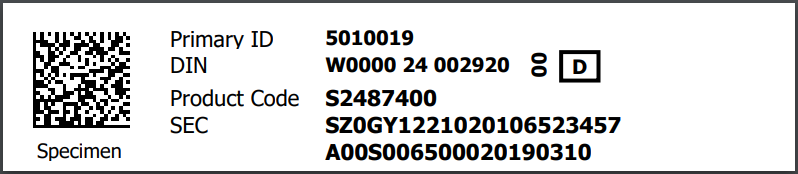 Primary ID 5010019
DIN W0000 24 002920 00 D
Product Code S2487400
SEC SZ0GY1221020106523457
A00S006500020190310
Specimen